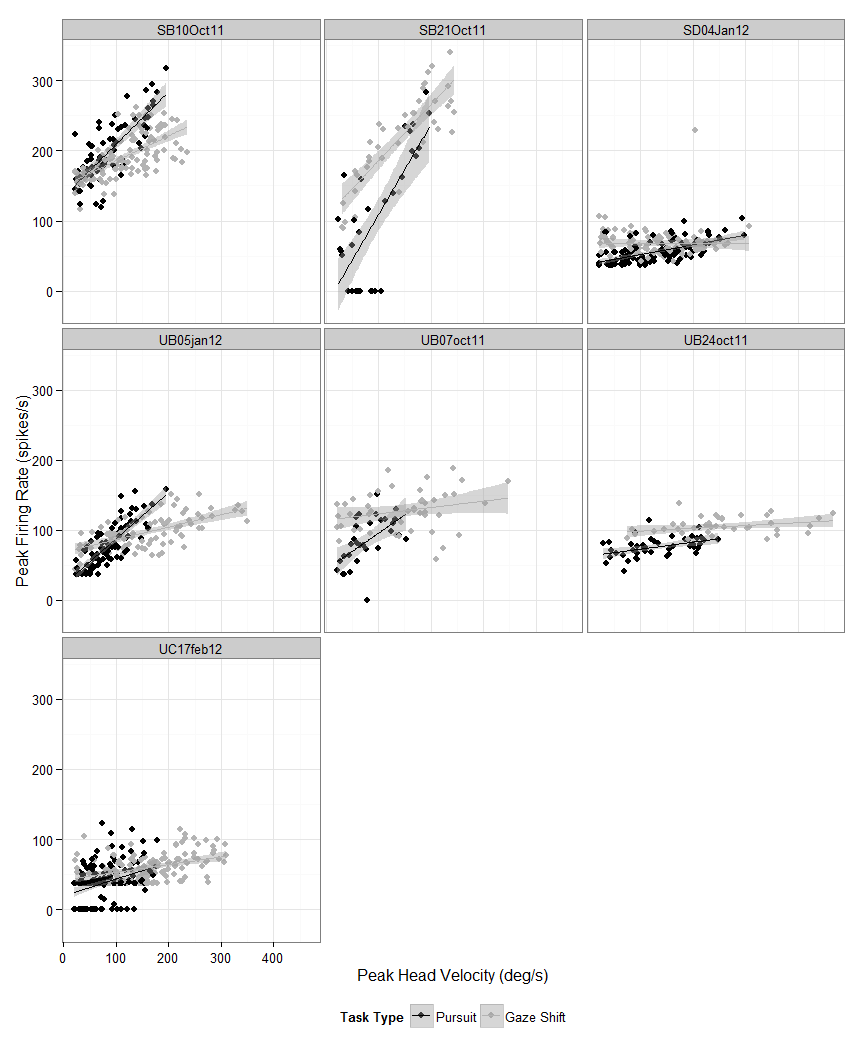 SB10Oct11 SB21Oct11 SD04Jan12
300
200
100
0
UB05jan12 UB07oct11 UB24oct11
300
200
100
0
Peak Firing Rate (spikes/s)
UC17feb12
300
200
100
0
0 100 200 300 400
Peak Head Velocity (deg/s)
Task Type Pursuit Gaze Shift